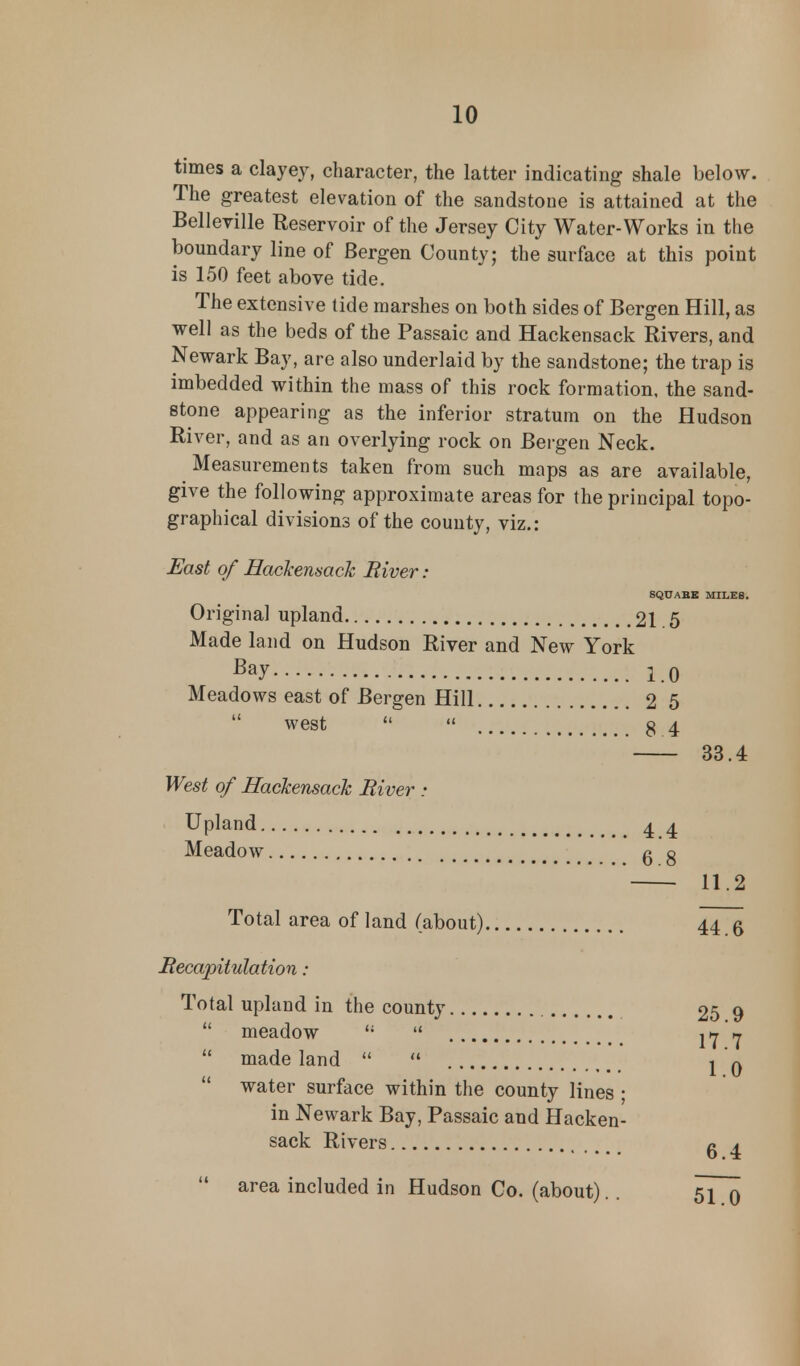 10
times a clayey, character, the latter indicating shale below.
The greatest elevation of the sandstone is attained at the
Belleville Reservoir of the Jersey City Water-Works in the
boundary line of Bergen County; the surface at this point
is 150 feet above tide.
The extensive tide marshes on both sides of Bergen Hill, as
well as the beds of the Passaic and Hackensack Rivers, and
Newark Bay, are also underlaid by the sandstone; the trap is
imbedded within the mass of this rock formation, the sand-
stone appearing as the inferior stratum on the Hudson
River, and as an overlying rock on Bergen Neck.
Measurements taken from such maps as are available,
give the following approximate areas for the principal topo-
graphical divisions of the county, viz.:
East of Hackensack River:
SQUARE MILES.
Original upland.............................21.5
Made land on Hudson River and New York
Bay.................................... 1.0
Meadows east of Bergen Hill............... 2 5
" west " " ............... 8.4
—— 33.4
West of Hackensack River :
Upland............ ...................... 4.4
Meadow................ .................. 6.8
—— 11.2
Total area of land (about).............. 44.6
Recapitulation :
Total upland in the county......... ...... 25.9
" meadow " " .................. 17.7
" made land " " .................. 1.0
" water surface within the county lines ;
in Newark Bay, Passaic and Hacken-
sack Rivers........................ 6.4
" area included in Hudson Co. (about).. 51.0